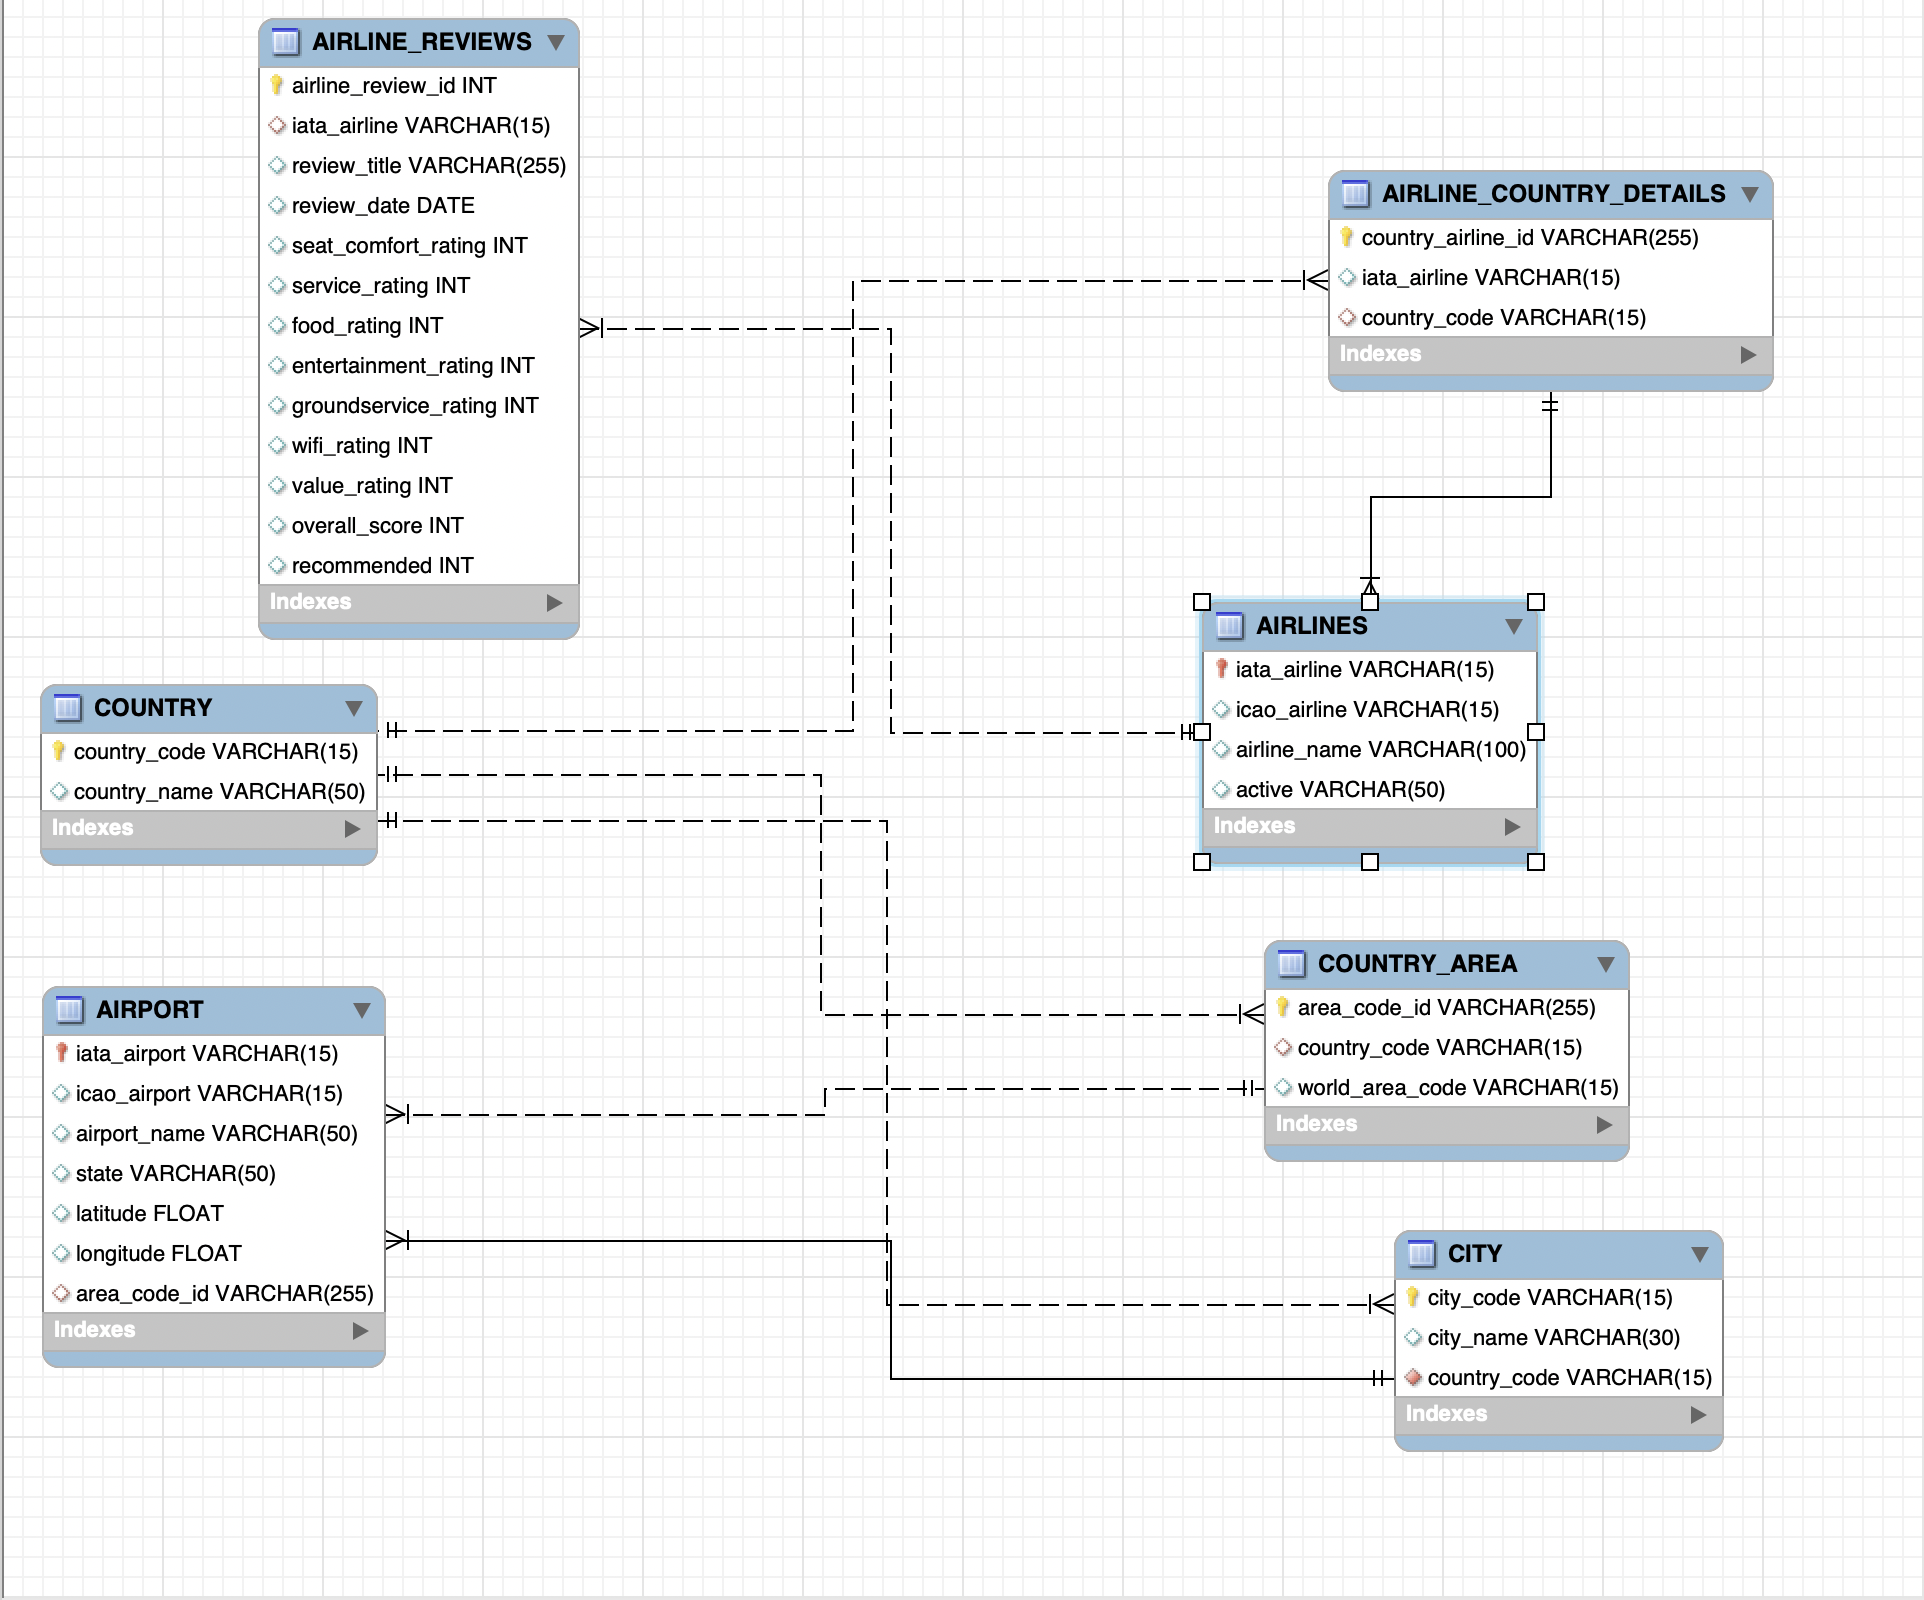 AIRLINE_REVIEWS
airline_review_id INT
iata_airline VARCHAR(15)
review_title VARCHAR(255)
review_date DATE
seat_comfort_rating INT
service_rating INT
food_rating INT
entertainment_rating INT
groundservice_rating INT
wifi_rating INT
value_rating INT
overall_score INT
recommended INT
Indexes
AIRLINE_COUNTRY_DETAILS
country_airline_id VARCHAR(255)
iata_airline VARCHAR(15)
country_code VARCHAR(15)
Indexes
AIRLINES
iata_airline VARCHAR(15)
icao_airline VARCHAR(15)
airline_name VARCHAR(100)
active VARCHAR(50)
Indexes
COUNTRY
country_code VARCHAR(15)
country_name VARCHAR(50)
Indexes
COUNTRY_AREA
area_code_id VARCHAR(255)
country_code VARCHAR(15)
world_area_code VARCHAR(15)
Indexes
AIRPORT
iata_airport VARCHAR(15)
icao_airport VARCHAR(15)
airport_name VARCHAR(50)
state VARCHAR(50)
latitude FLOAT
longitude FLOAT
area_code_id VARCHAR(255)
Indexes
CITY
city_code VARCHAR(15)
city_name VARCHAR(30)
country_code VARCHAR(15)
Indexes